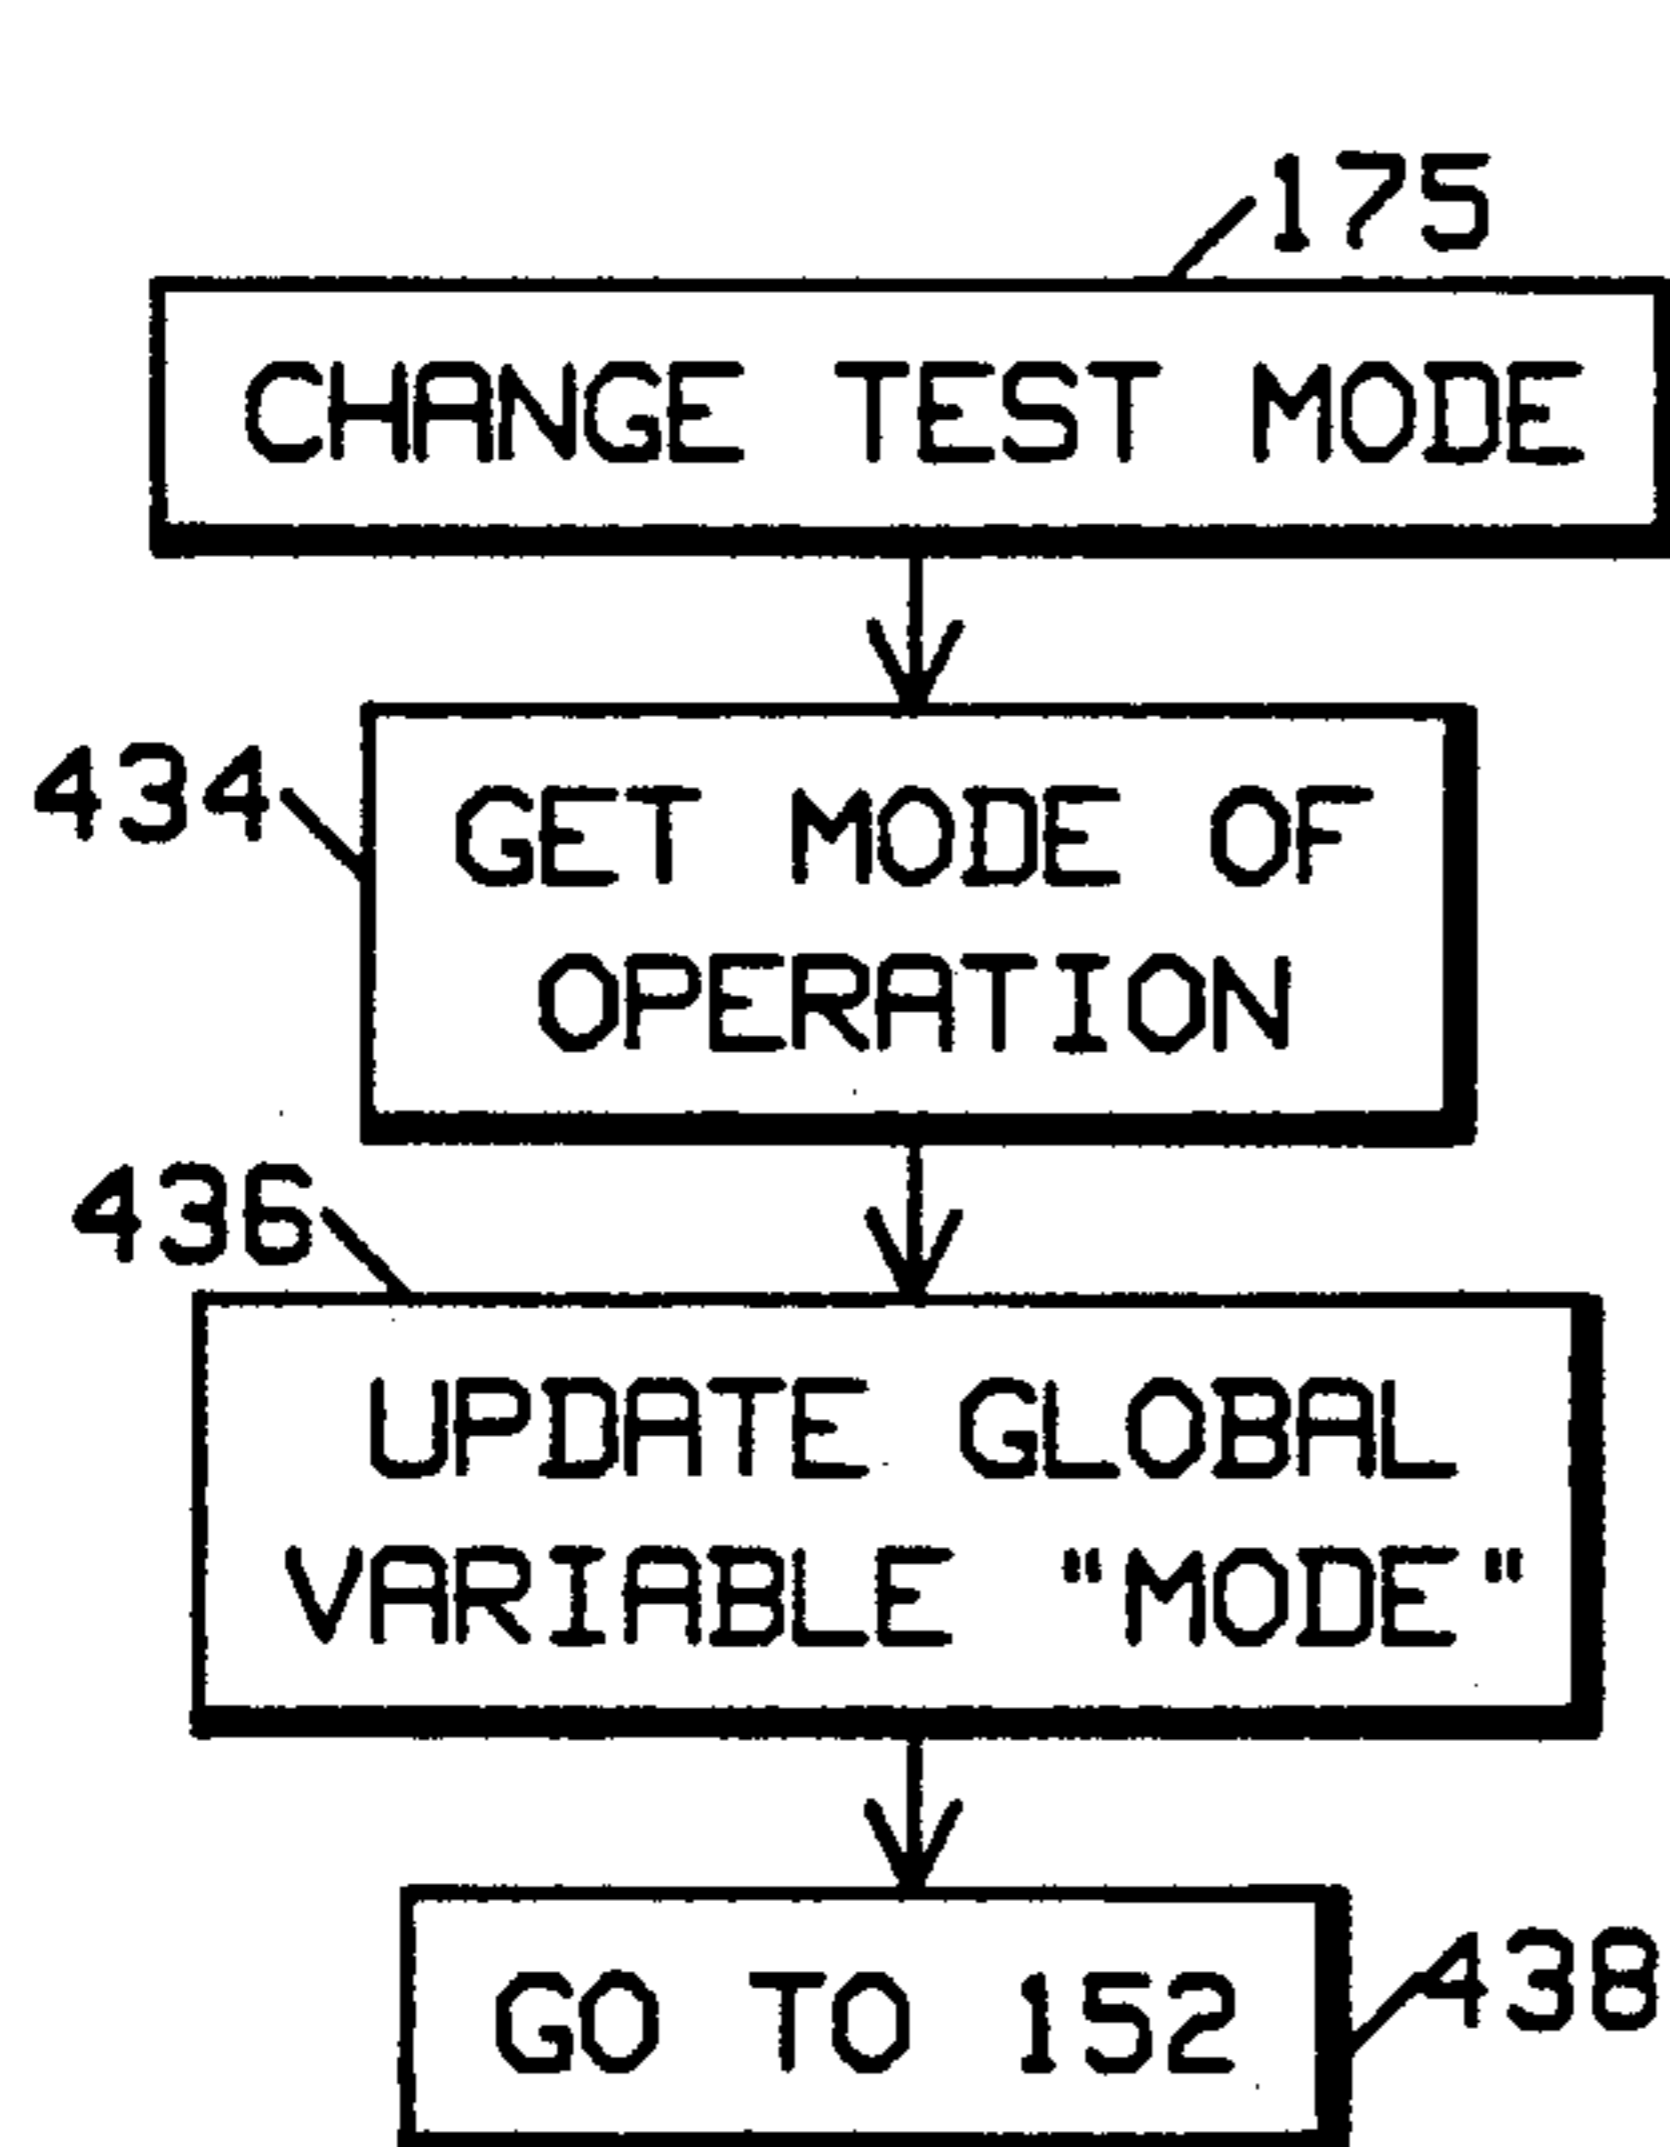 175
CHANGE TEST MODE
434
GET MODE OF
OPERATION
436
UPDATE GLOBAL
VARIABLE "MODE"
GO TO 152
438